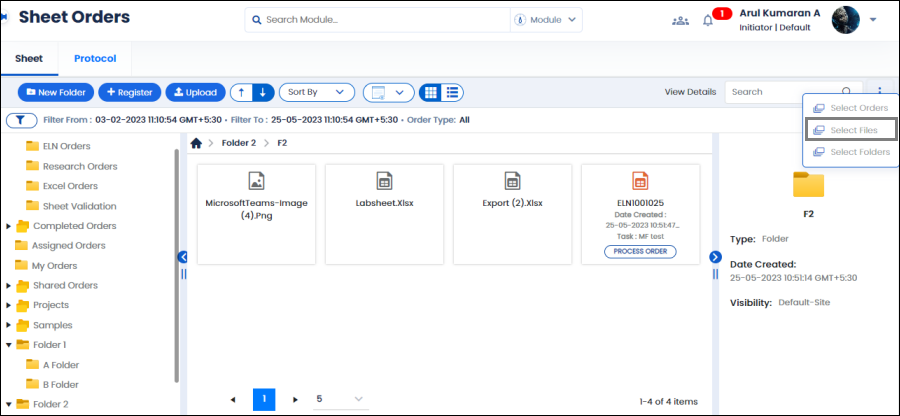 Sheet Orders
Search Module...
Module
1
Arul Kumaran A
Initiator | Default
Sheet
Protocol
New Folder
Register
Upload
Sort By
View Details
Search
Select Orders
Select Files
Select Folders
Filter From : 03-02-2023 11:10:54 GMT+5:30 • Filter To : 25-05-2023 11:10:54 GMT+5:30 • Order Type: All
ELN Orders
Research Orders
Excel Orders
Sheet Validation
Completed Orders
Assigned Orders
My Orders
Shared Orders
Projects
Samples
Folder 1
A Folder
B Folder
Folder 2
Folder 2 > F2
MicrosoftTeams-Image
(4).Png
Labsheet.Xlsx
Export (2).Xlsx
ELN1001025
Date Created :
25-05-2023 10:51:47...
Task : MF test
PROCESS ORDER
1
5
1-4 of 4 items
F2
Type: Folder
Date Created:
25-05-2023 10:51:14 GMT+5:30
Visibility: Default-Site